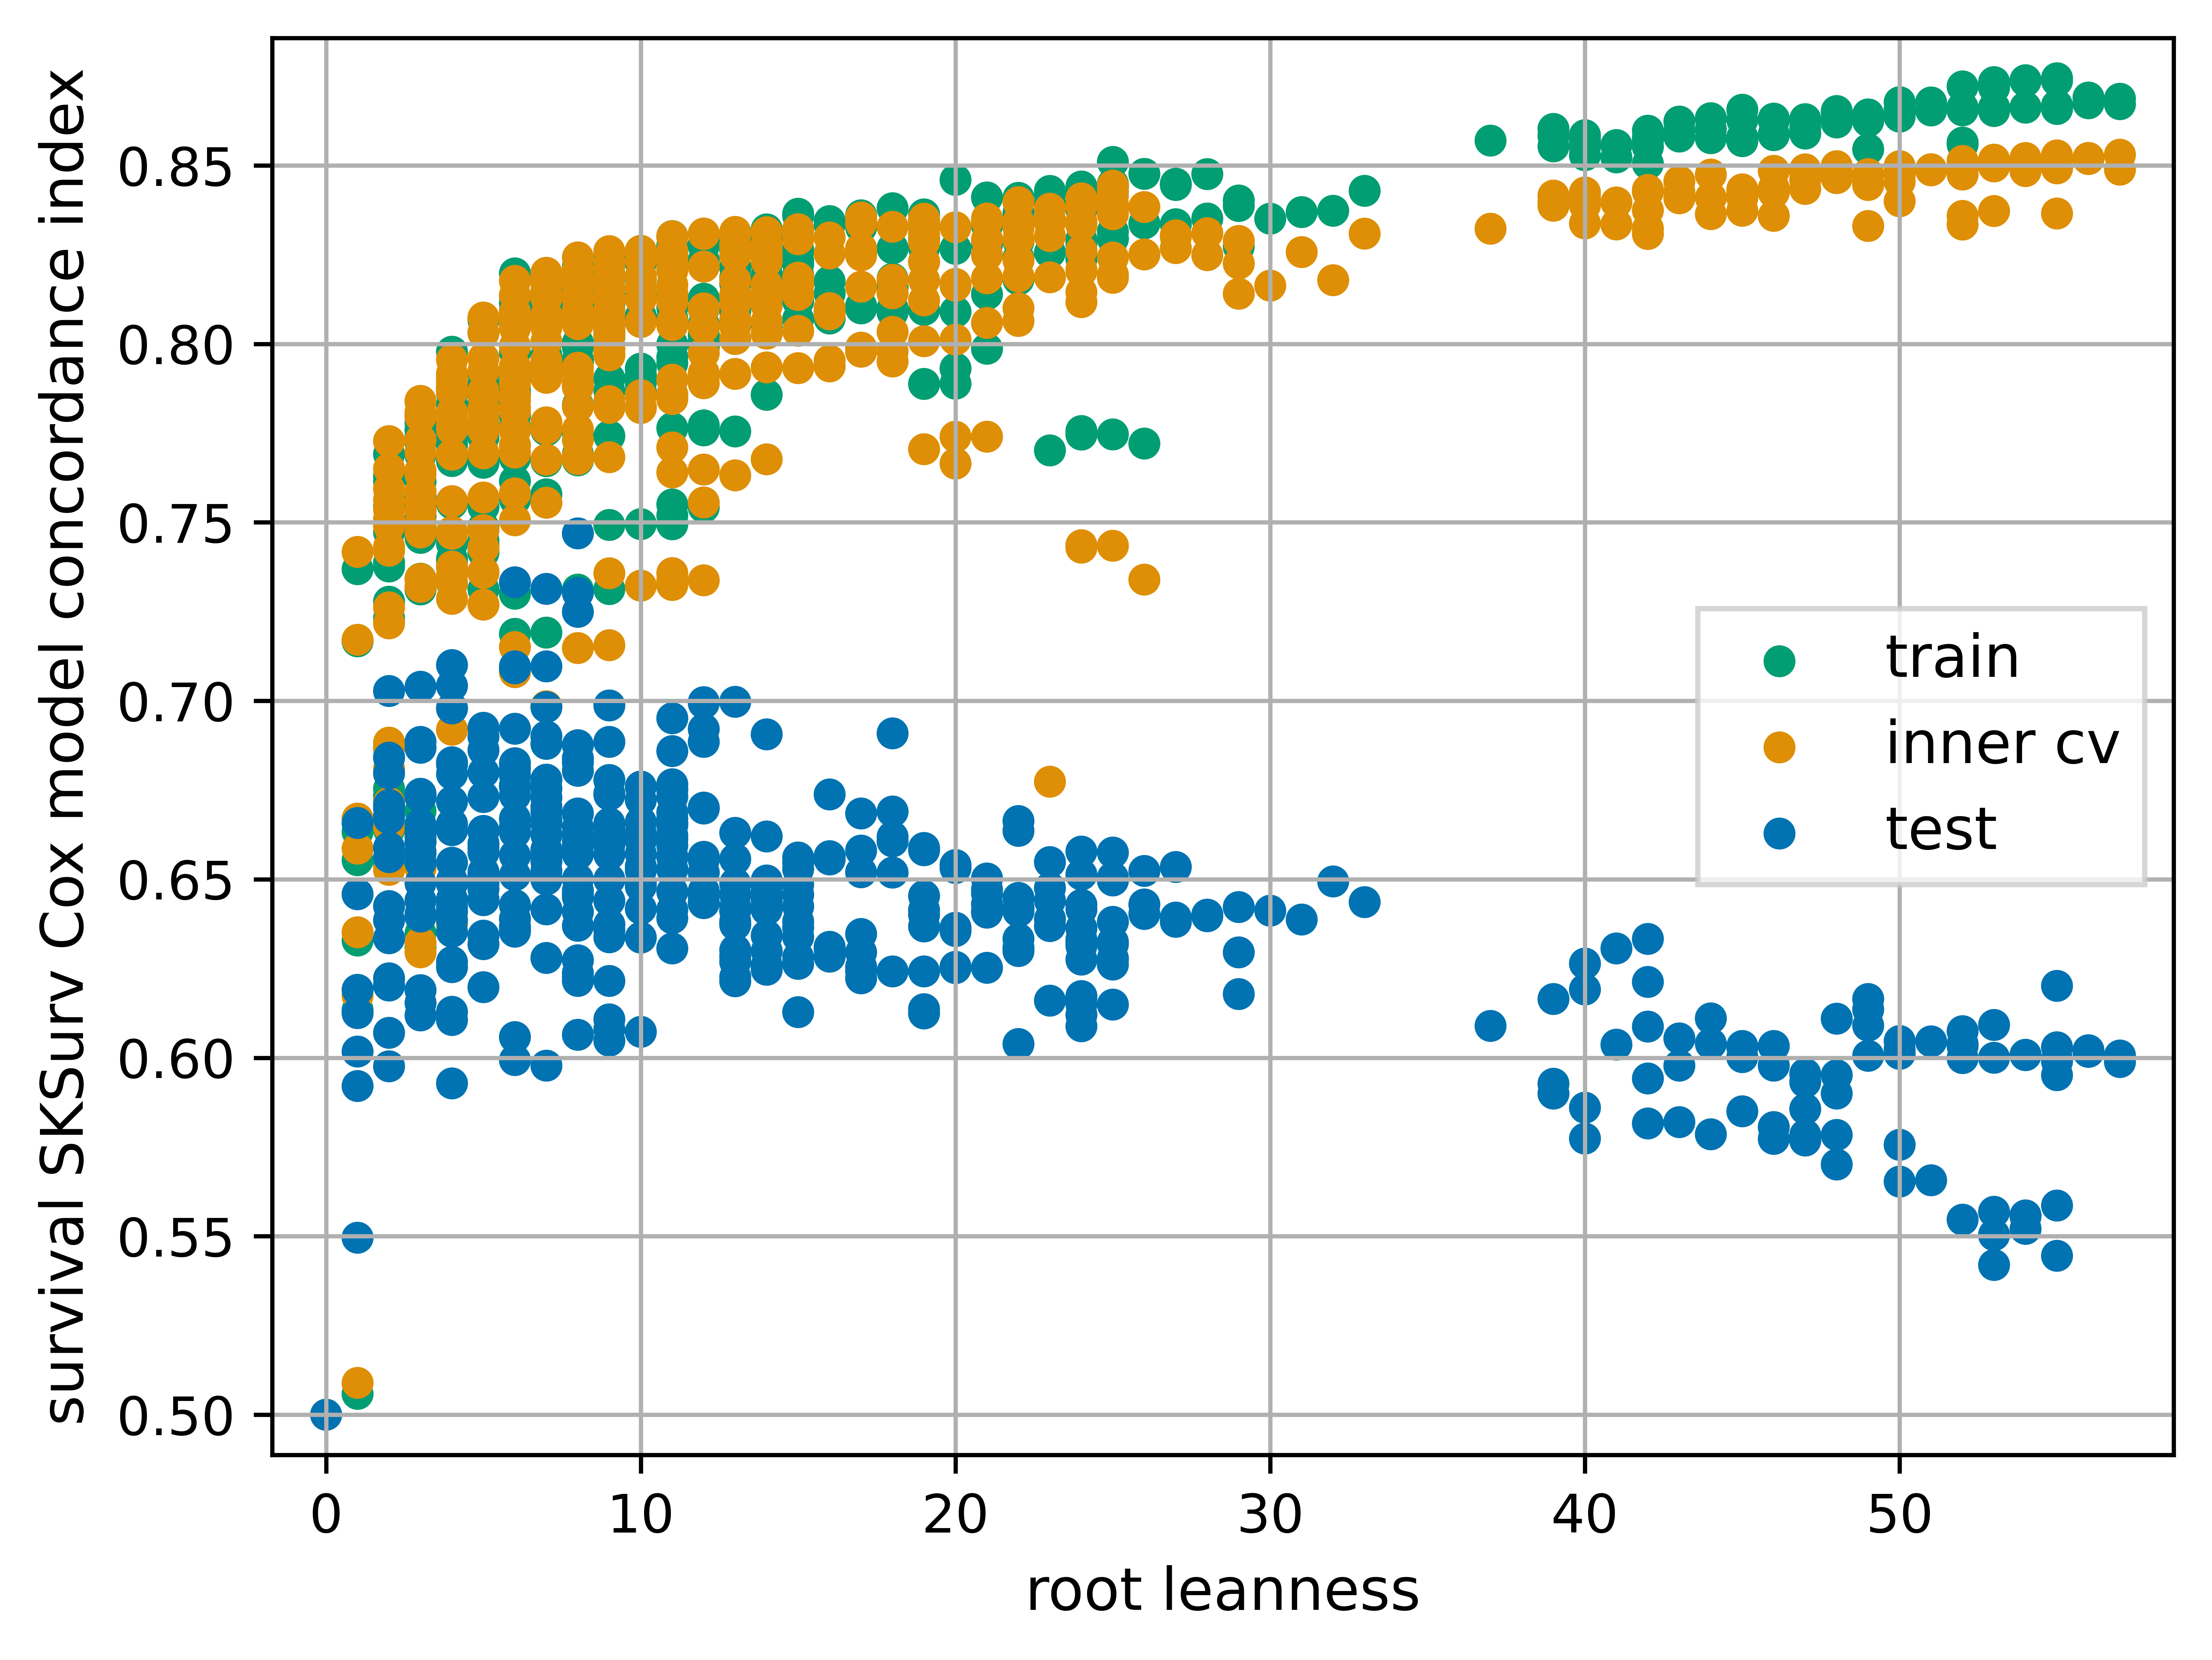 survival SKSurv Cox model concordance index
0.85
0.80
0.75
0.70
0.65
0.60
0.55
0.50
train
inner cv
test
0 10 20 30 40 50
root leanness